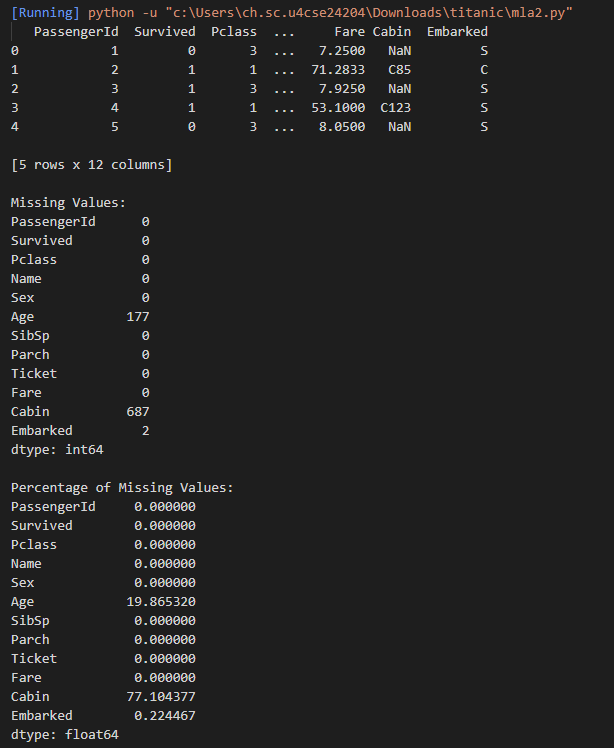 [Running] python -u "c:\Users\ch.sc.u4cse24204\Downloads\titanic\mla2.py"
   PassengerId  Survived  Pclass  ...     Fare Cabin  Embarked
0            1         0       3  ...   7.2500   NaN         S
1            2         1       1  ...  71.2833   C85         C
2            3         1       3  ...   7.9250   NaN         S
3            4         1       1  ...  53.1000  C123         S
4            5         0       3  ...   8.0500   NaN         S
[5 rows x 12 columns]
Missing Values:
PassengerId      0
Survived         0
Pclass           0
Name             0
Sex              0
Age            177
SibSp            0
Parch            0
Ticket           0
Fare             0
Cabin          687
Embarked         2
dtype: int64
Percentage of Missing Values:
PassengerId     0.000000
Survived        0.000000
Pclass          0.000000
Name            0.000000
Sex             0.000000
Age            19.865320
SibSp           0.000000
Parch           0.000000
Ticket          0.000000
Fare            0.000000
Cabin          77.104377
Embarked        0.224467
dtype: float64